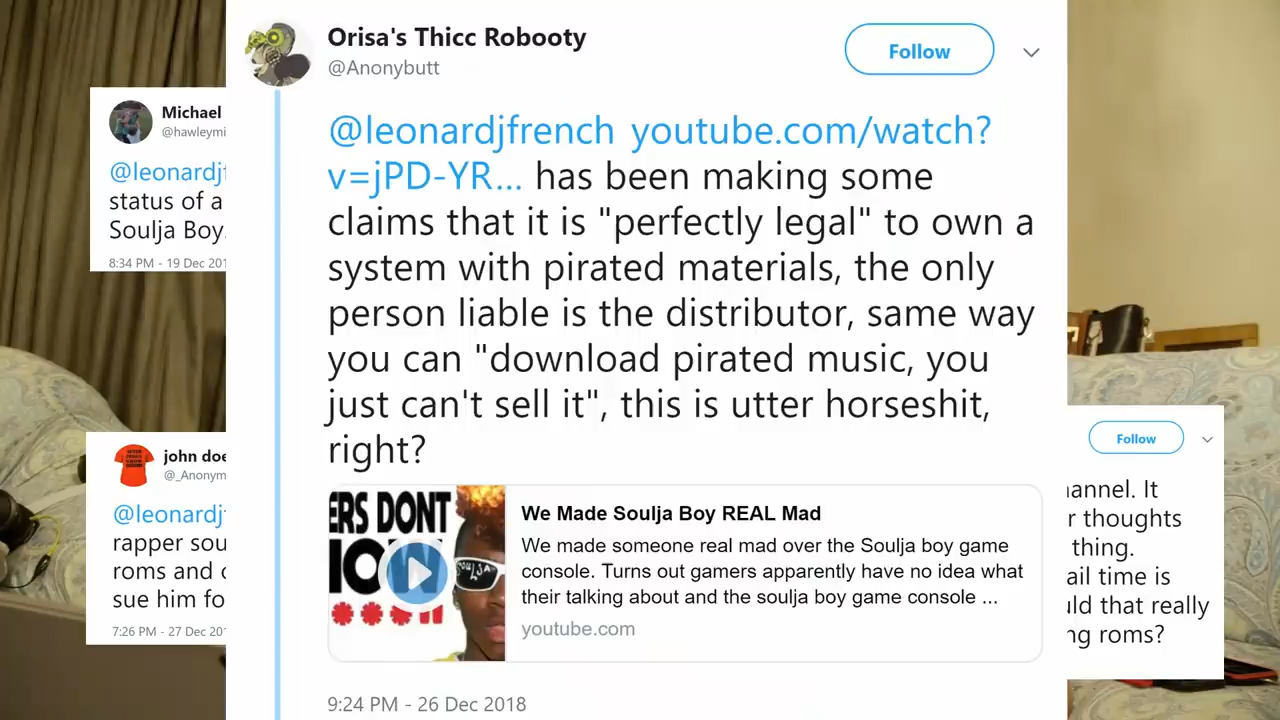 Orisa's Thicc Robooty
@Anonybutt
Follow
@leonardjfrench youtube.com/watch?
v=jPD-YR... has been making some
claims that it is "perfectly legal" to own a
system with pirated materials, the only
person liable is the distributor, same way
you can "download pirated music, you
just can't sell it", this is utter horseshit,
right?
ERS DONT
We Made Soulja Boy REAL Mad
We made someone real mad over the Soulja boy game
console. Turns out gamers apparently have no idea what
their talking about and the soulja boy game console ...
youtube.com
9:24 PM - 26 Dec 2018
Michael
@hawleymi
@leonardj
status of a
Soulja Boy.
8:34 PM - 19 Dec 201
john doe
@_Anonym
@leonardj
rapper sou
roms and
sue him fo
7:26 PM - 27 Dec 20
Follow
annel. It
r thoughts
thing.
ail time is
ld that really
ng roms?